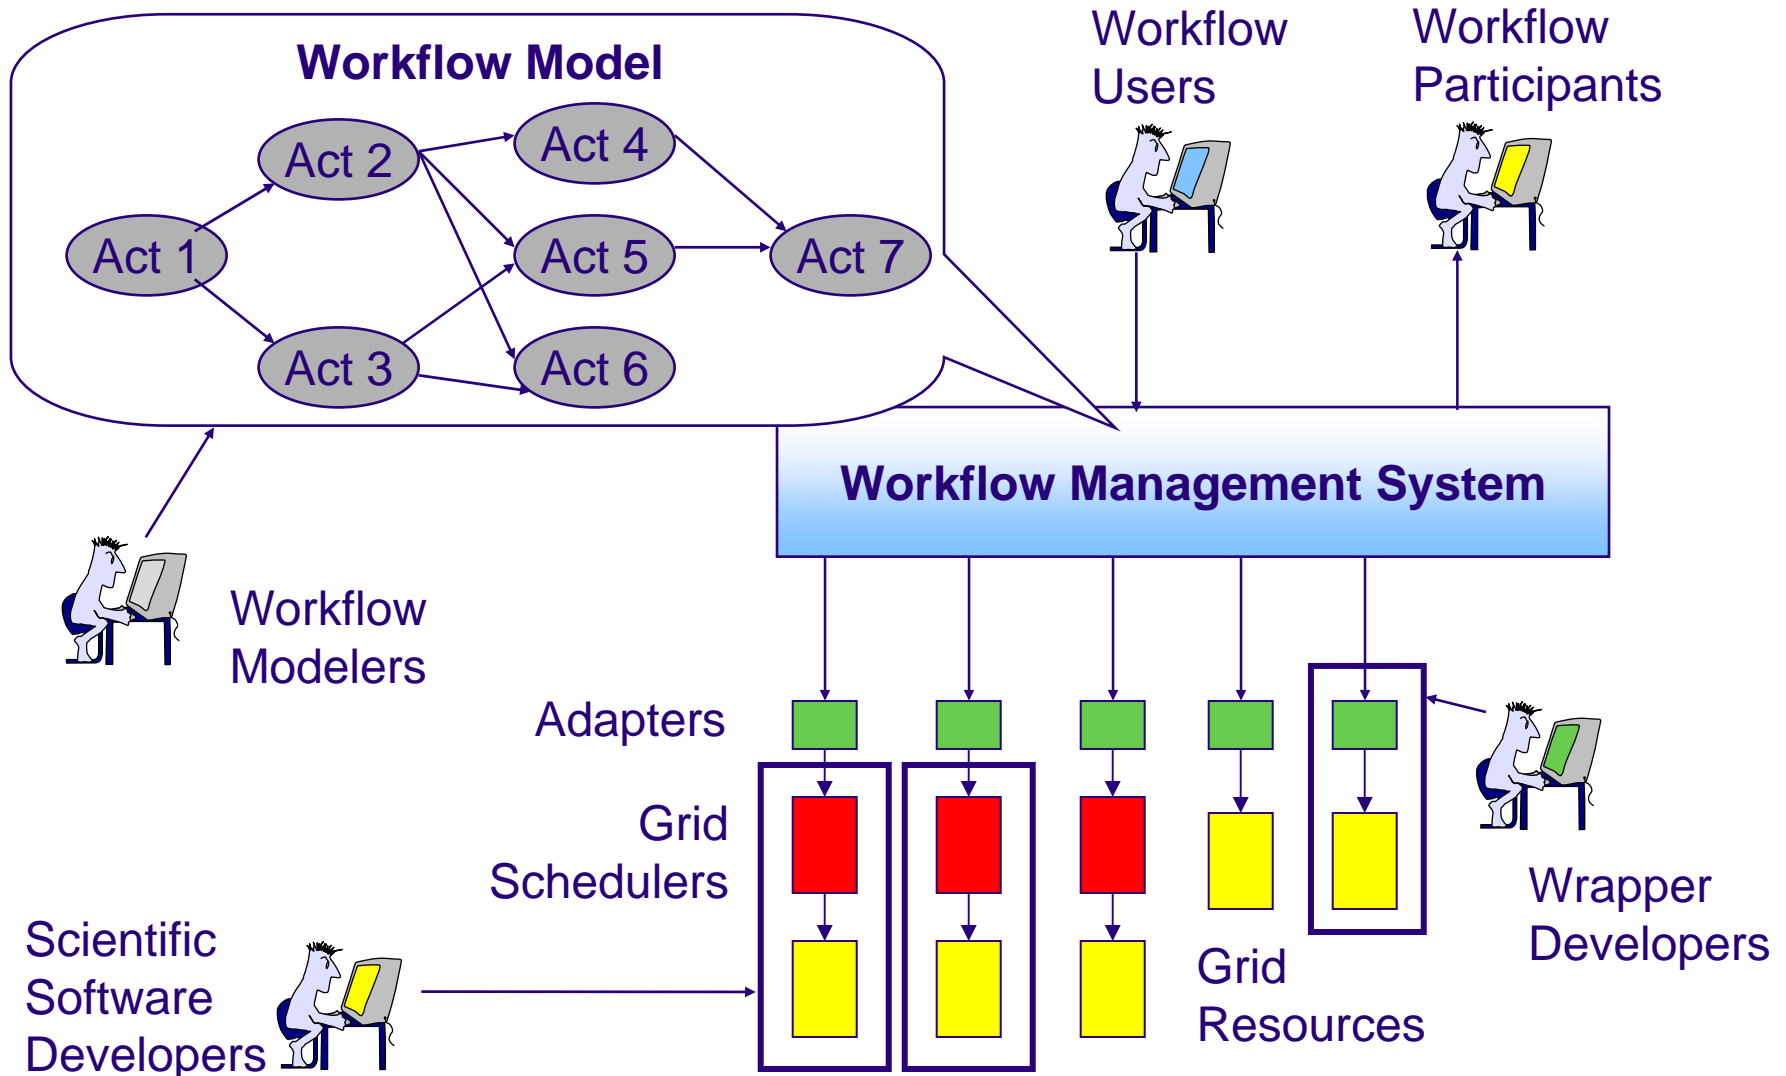 Workflow Model
Act 1
Act 2
Act 3
Act 4
Act 5
Act 6
Act 7
Workflow
Users
Workflow
Participants
Workflow Management System
Workflow
Modelers
Adapters
Grid
Schedulers
Scientific
Software
Developers
Grid
Resources
Wrapper
Developers